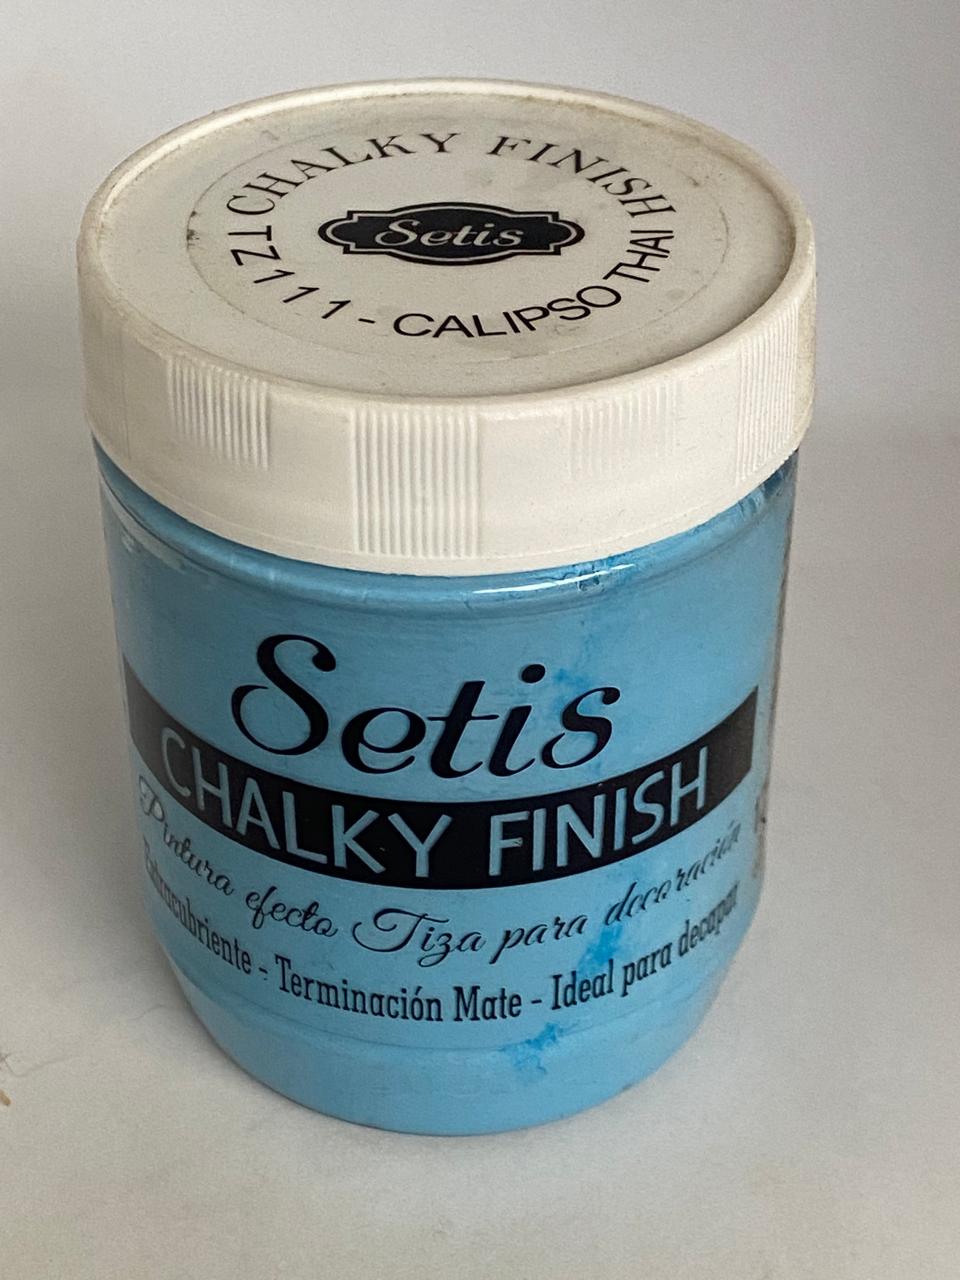 CHALKY FINISH
Setis
TZ111 - CALIPSO THAI
Setis
CHALKY FINISH
Pintura efecto Tiza para decoración
Extracubriente - Terminación Mate - Ideal para decapar